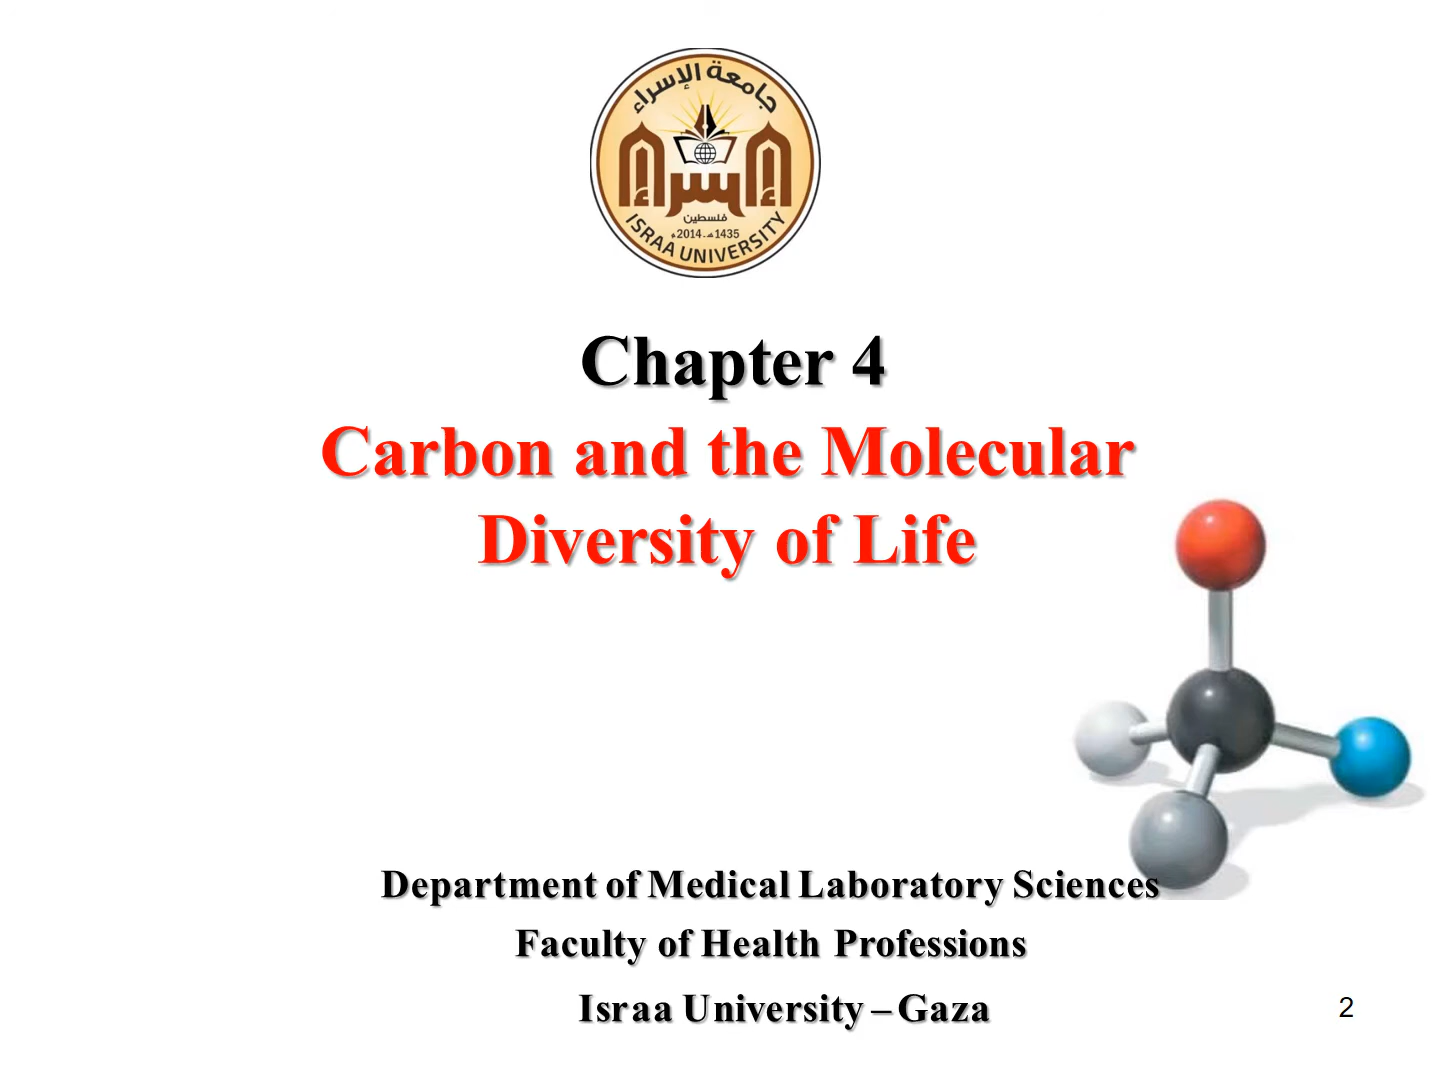 جامعة الإسراء
إسراء
فلسطين
1435هـ - 2014م
ISRAA UNIVERSITY
Chapter 4
Carbon and the Molecular
Diversity of Life
Department of Medical Laboratory Sciences
Faculty of Health Professions
Israa University – Gaza
2